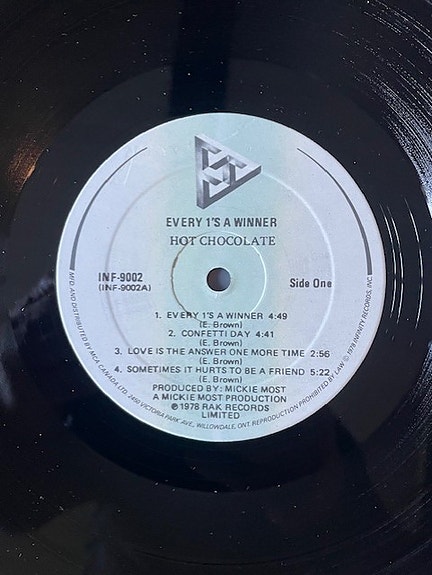 EVERY 1'S A WINNER
HOT CHOCOLATE
INF-9002
(INF-9002A)
Side One
1. EVERY 1'S A WINNER 4:49
(E. Brown)
2. CONFETTI DAY 4:41
(E. Brown)
3. LOVE IS THE ANSWER ONE MORE TIME 2:56
(E. Brown)
4. SOMETIMES IT HURTS TO BE A FRIEND 5:22
(E. Brown)
PRODUCED BY: MICKIE MOST
A MICKIE MOST PRODUCTION
℗ 1978 RAK RECORDS
LIMITED
MFD AND DISTRIBUTED BY MCA CANADA LTD. 2450 VICTORIA PARK AVE., WILLOWDALE, ONT. REPRODUCTION PROHIBITED BY LAW © 1978 INFINITY RECORDS, INC.